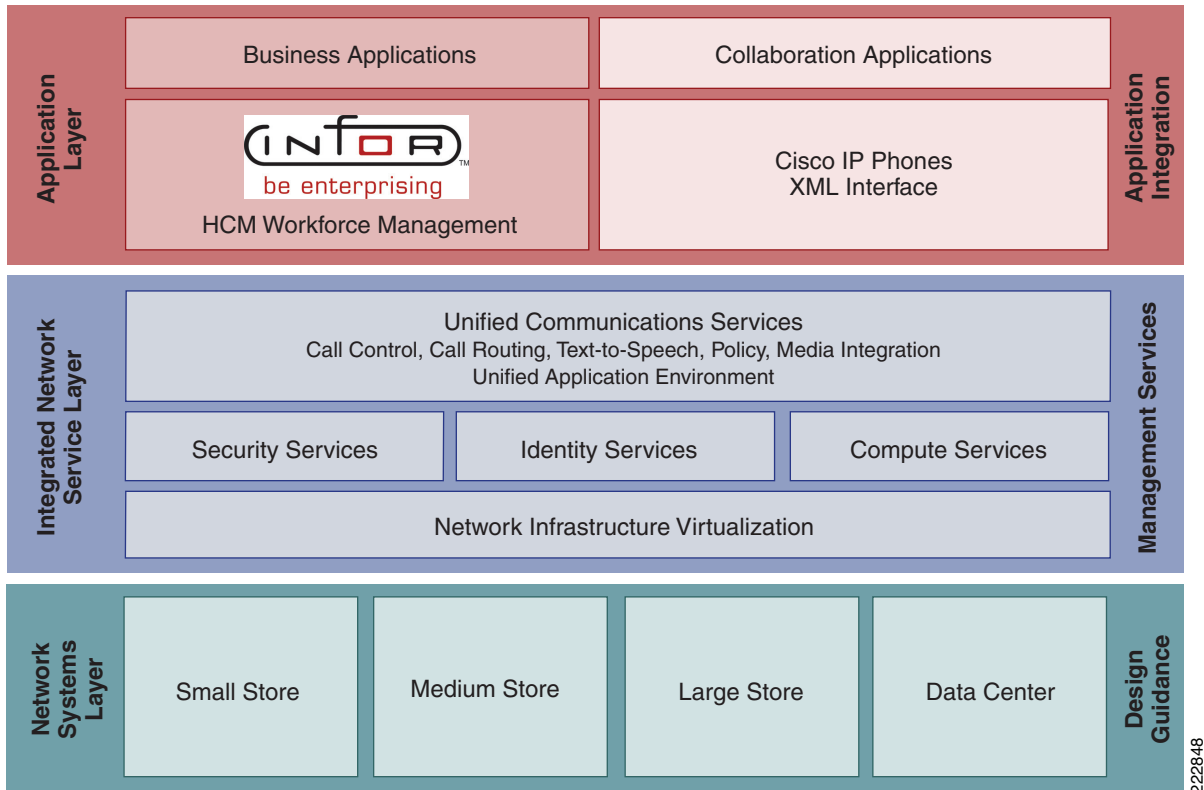 Application
Layer
Business Applications
Collaboration Applications
INFOR™
be enterprising
HCM Workforce Management
Cisco IP Phones
XML Interface
Application
Integration
Integrated Network
Service Layer
Unified Communications Services
Call Control, Call Routing, Text-to-Speech, Policy, Media Integration
Unified Application Environment
Security Services
Identity Services
Compute Services
Network Infrastructure Virtualization
Management Services
Network
Systems
Layer
Small Store
Medium Store
Large Store
Data Center
Design
Guidance
222848